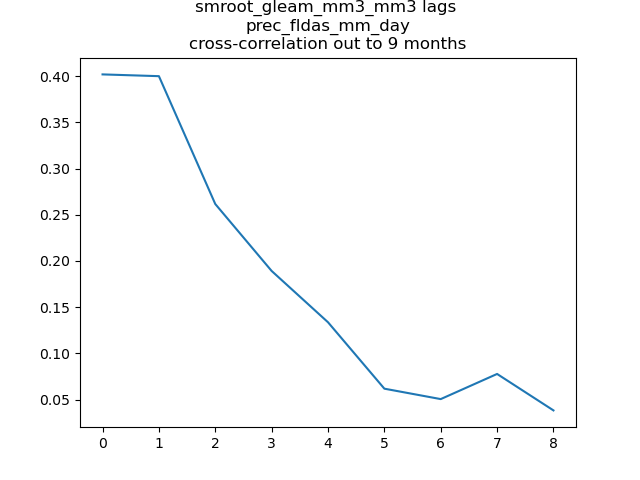 smroot_gleam_mm3_mm3 lags
prec_fldas_mm_day
cross-correlation out to 9 months
0.40
0.35
0.30
0.25
0.20
0.15
0.10
0.05
0 1 2 3 4 5 6 7 8